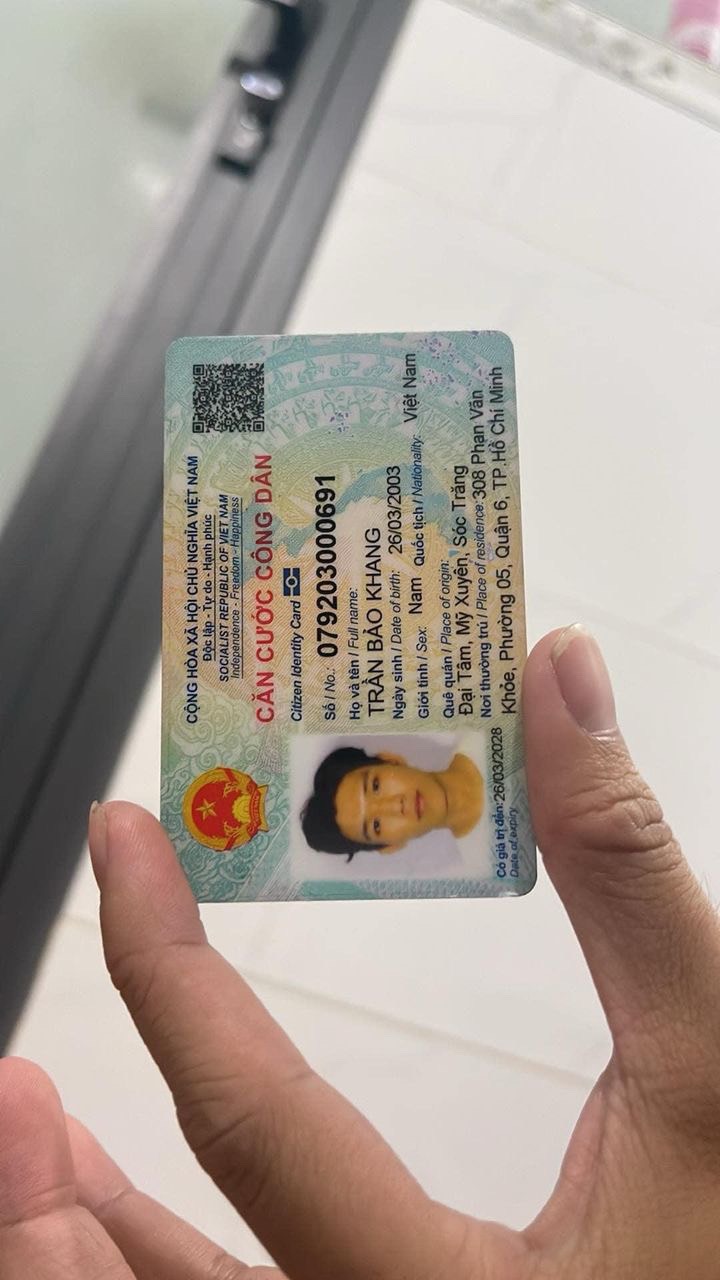 CỘNG HÒA XÃ HỘI CHỦ NGHĨA VIỆT NAM
Độc lập - Tự do - Hạnh phúc
SOCIALIST REPUBLIC OF VIET NAM
Independence - Freedom - Happiness
CĂN CƯỚC CÔNG DÂN
Citizen Identity Card
Số / No.: 079203000691
Họ và tên / Full name:
TRẦN BẢO KHANG
Ngày sinh / Date of birth: 26/03/2003
Giới tính / Sex: Nam Quốc tịch / Nationality: Việt Nam
Quê quán / Place of origin:
Đại Tâm, Mỹ Xuyên, Sóc Trăng
Nơi thường trú / Place of residence: 308 Phan Văn
Khỏe, Phường 05, Quận 6, TP.Hồ Chí Minh
Có giá trị đến: 26/03/2028
Date of expiry